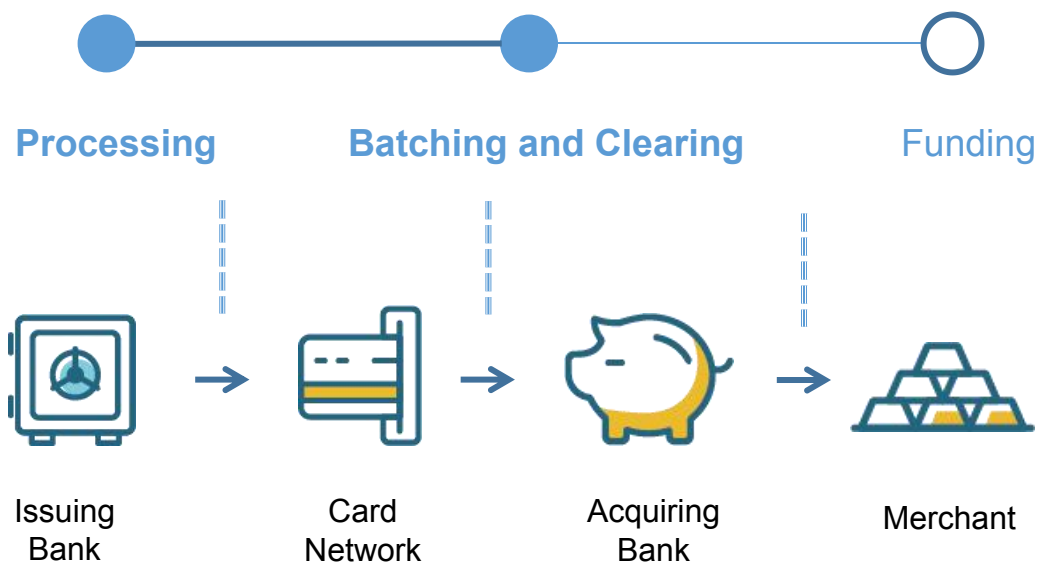 Processing
Batching and Clearing
Funding
Issuing
Bank
Card
Network
Acquiring
Bank
Merchant